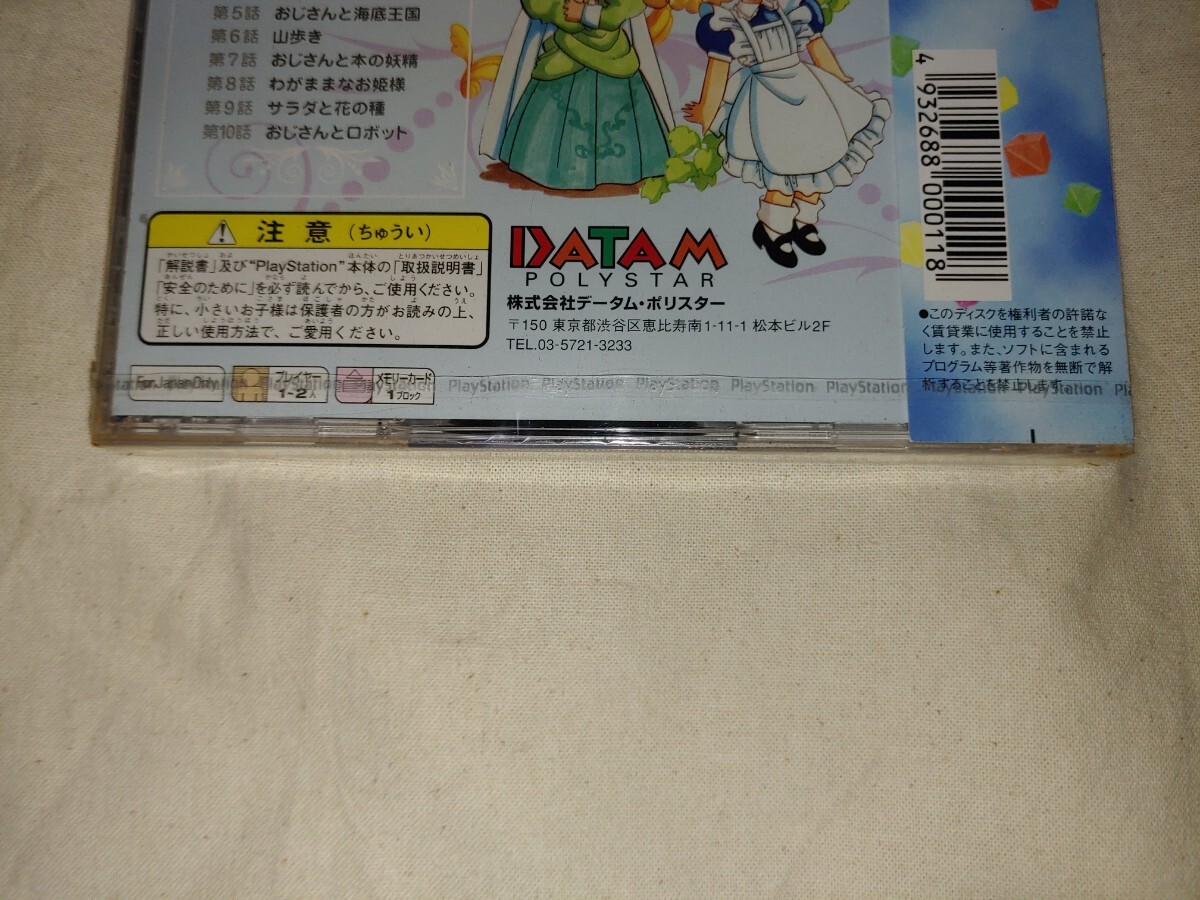 第5話 おじさんと海底王国
第6話 山歩き
第7話 おじさんと本の妖精
第8話 わがままなお姫様
第9話 サラダと花の種
第10話 おじさんとロボット
注意（ちゅうい）
「解説書」及び“PlayStation”本体の「取扱説明書」
「安全のために」を必ず読んでから、ご使用ください。
特に、小さいお子様は保護者の方がお読みの上、
正しい使用方法で、ご愛用ください。
For Japan Only
プレイヤー
1~2人
メモリーカード
1ブロック
DATAM
POLYSTAR
株式会社データム・ポリスター
〒150 東京都渋谷区恵比寿南1-11-1 松本ビル2F
TEL.03-5721-3233
PlayStation PlayStation PlayStation PlayStation PlayStation PlayStation
4 932688 000118
●このディスクを権利者の許諾な
く賃貸業に使用することを禁止
します。また、ソフトに含まれる
プログラム等著作物を無断で解
析することを禁止します。